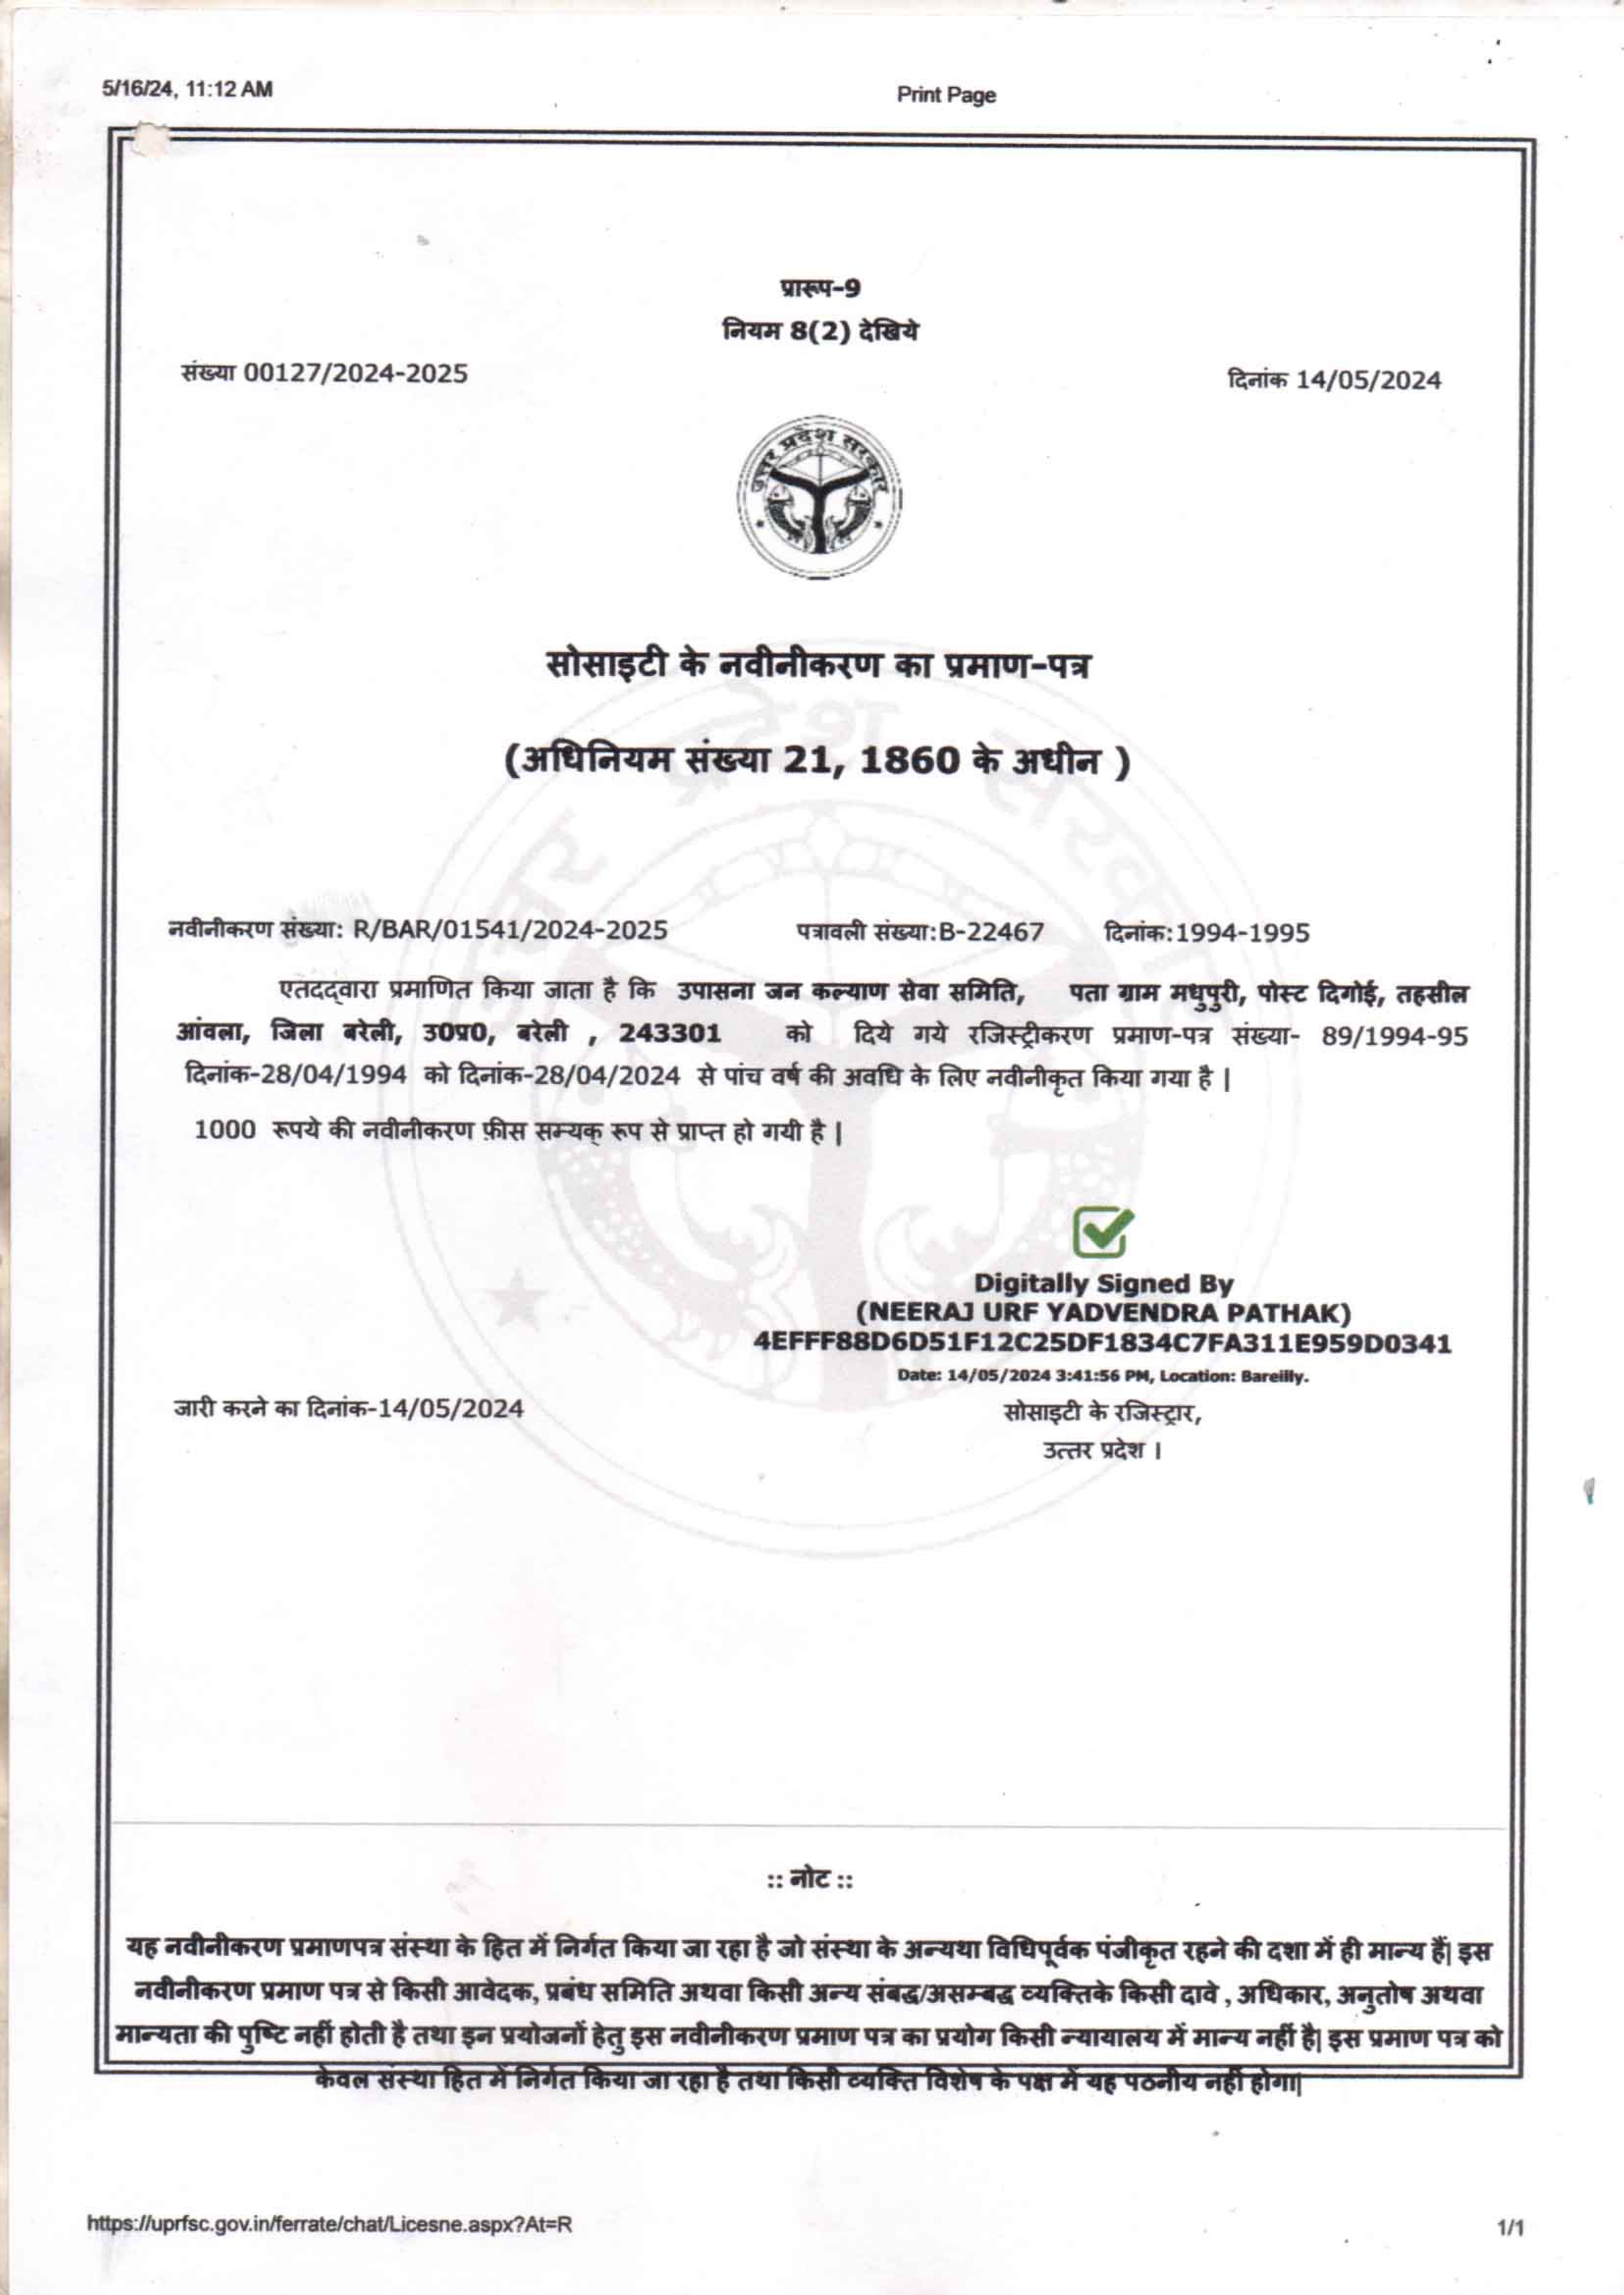 5/16/24, 11:12 AM
Print Page
प्रारूप-9
नियम 8(2) देखिये
संख्या 00127/2024-2025
दिनांक 14/05/2024
उत्तर प्रदेश सरकार
सोसाइटी के नवीनीकरण का प्रमाण-पत्र
(अधिनियम संख्या 21, 1860 के अधीन )
नवीनीकरण संख्या: R/BAR/01541/2024-2025 पत्रावली संख्या:B-22467 दिनांक:1994-1995
एतदद्वारा प्रमाणित किया जाता है कि उपासना जन कल्याण सेवा समिति, पता ग्राम मधुपुरी, पोस्ट दिगोई, तहसील
आंवला, जिला बरेली, उ0प्र0, बरेली , 243301 को दिये गये रजिस्ट्रीकरण प्रमाण-पत्र संख्या- 89/1994-95
दिनांक-28/04/1994 को दिनांक-28/04/2024 से पांच वर्ष की अवधि के लिए नवीनीकृत किया गया है |
1000 रूपये की नवीनीकरण फ़ीस सम्यक् रूप से प्राप्त हो गयी है |
Digitally Signed By
(NEERAJ URF YADVENDRA PATHAK)
4EFFF88D6D51F12C25DF1834C7FA311E959D0341
Date: 14/05/2024 3:41:56 PM, Location: Bareilly.
जारी करने का दिनांक-14/05/2024
सोसाइटी के रजिस्ट्रार,
उत्तर प्रदेश ।
:: नोट ::
यह नवीनीकरण प्रमाणपत्र संस्था के हित में निर्गत किया जा रहा है जो संस्था के अन्यथा विधिपूर्वक पंजीकृत रहने की दशा में ही मान्य हैं| इस
नवीनीकरण प्रमाण पत्र से किसी आवेदक, प्रबंध समिति अथवा किसी अन्य संबद्ध/असम्बद्ध व्यक्तिके किसी दावे , अधिकार, अनुतोष अथवा
मान्यता की पुष्टि नहीं होती है तथा इन प्रयोजनों हेतु इस नवीनीकरण प्रमाण पत्र का प्रयोग किसी न्यायालय में मान्य नहीं है| इस प्रमाण पत्र को
केवल संस्था हित में निर्गत किया जा रहा है तथा किसी व्यक्ति विशेष के पक्ष में यह पठनीय नहीं होगा|
https://uprfsc.gov.in/ferrate/chat/Licesne.aspx?At=R
1/1